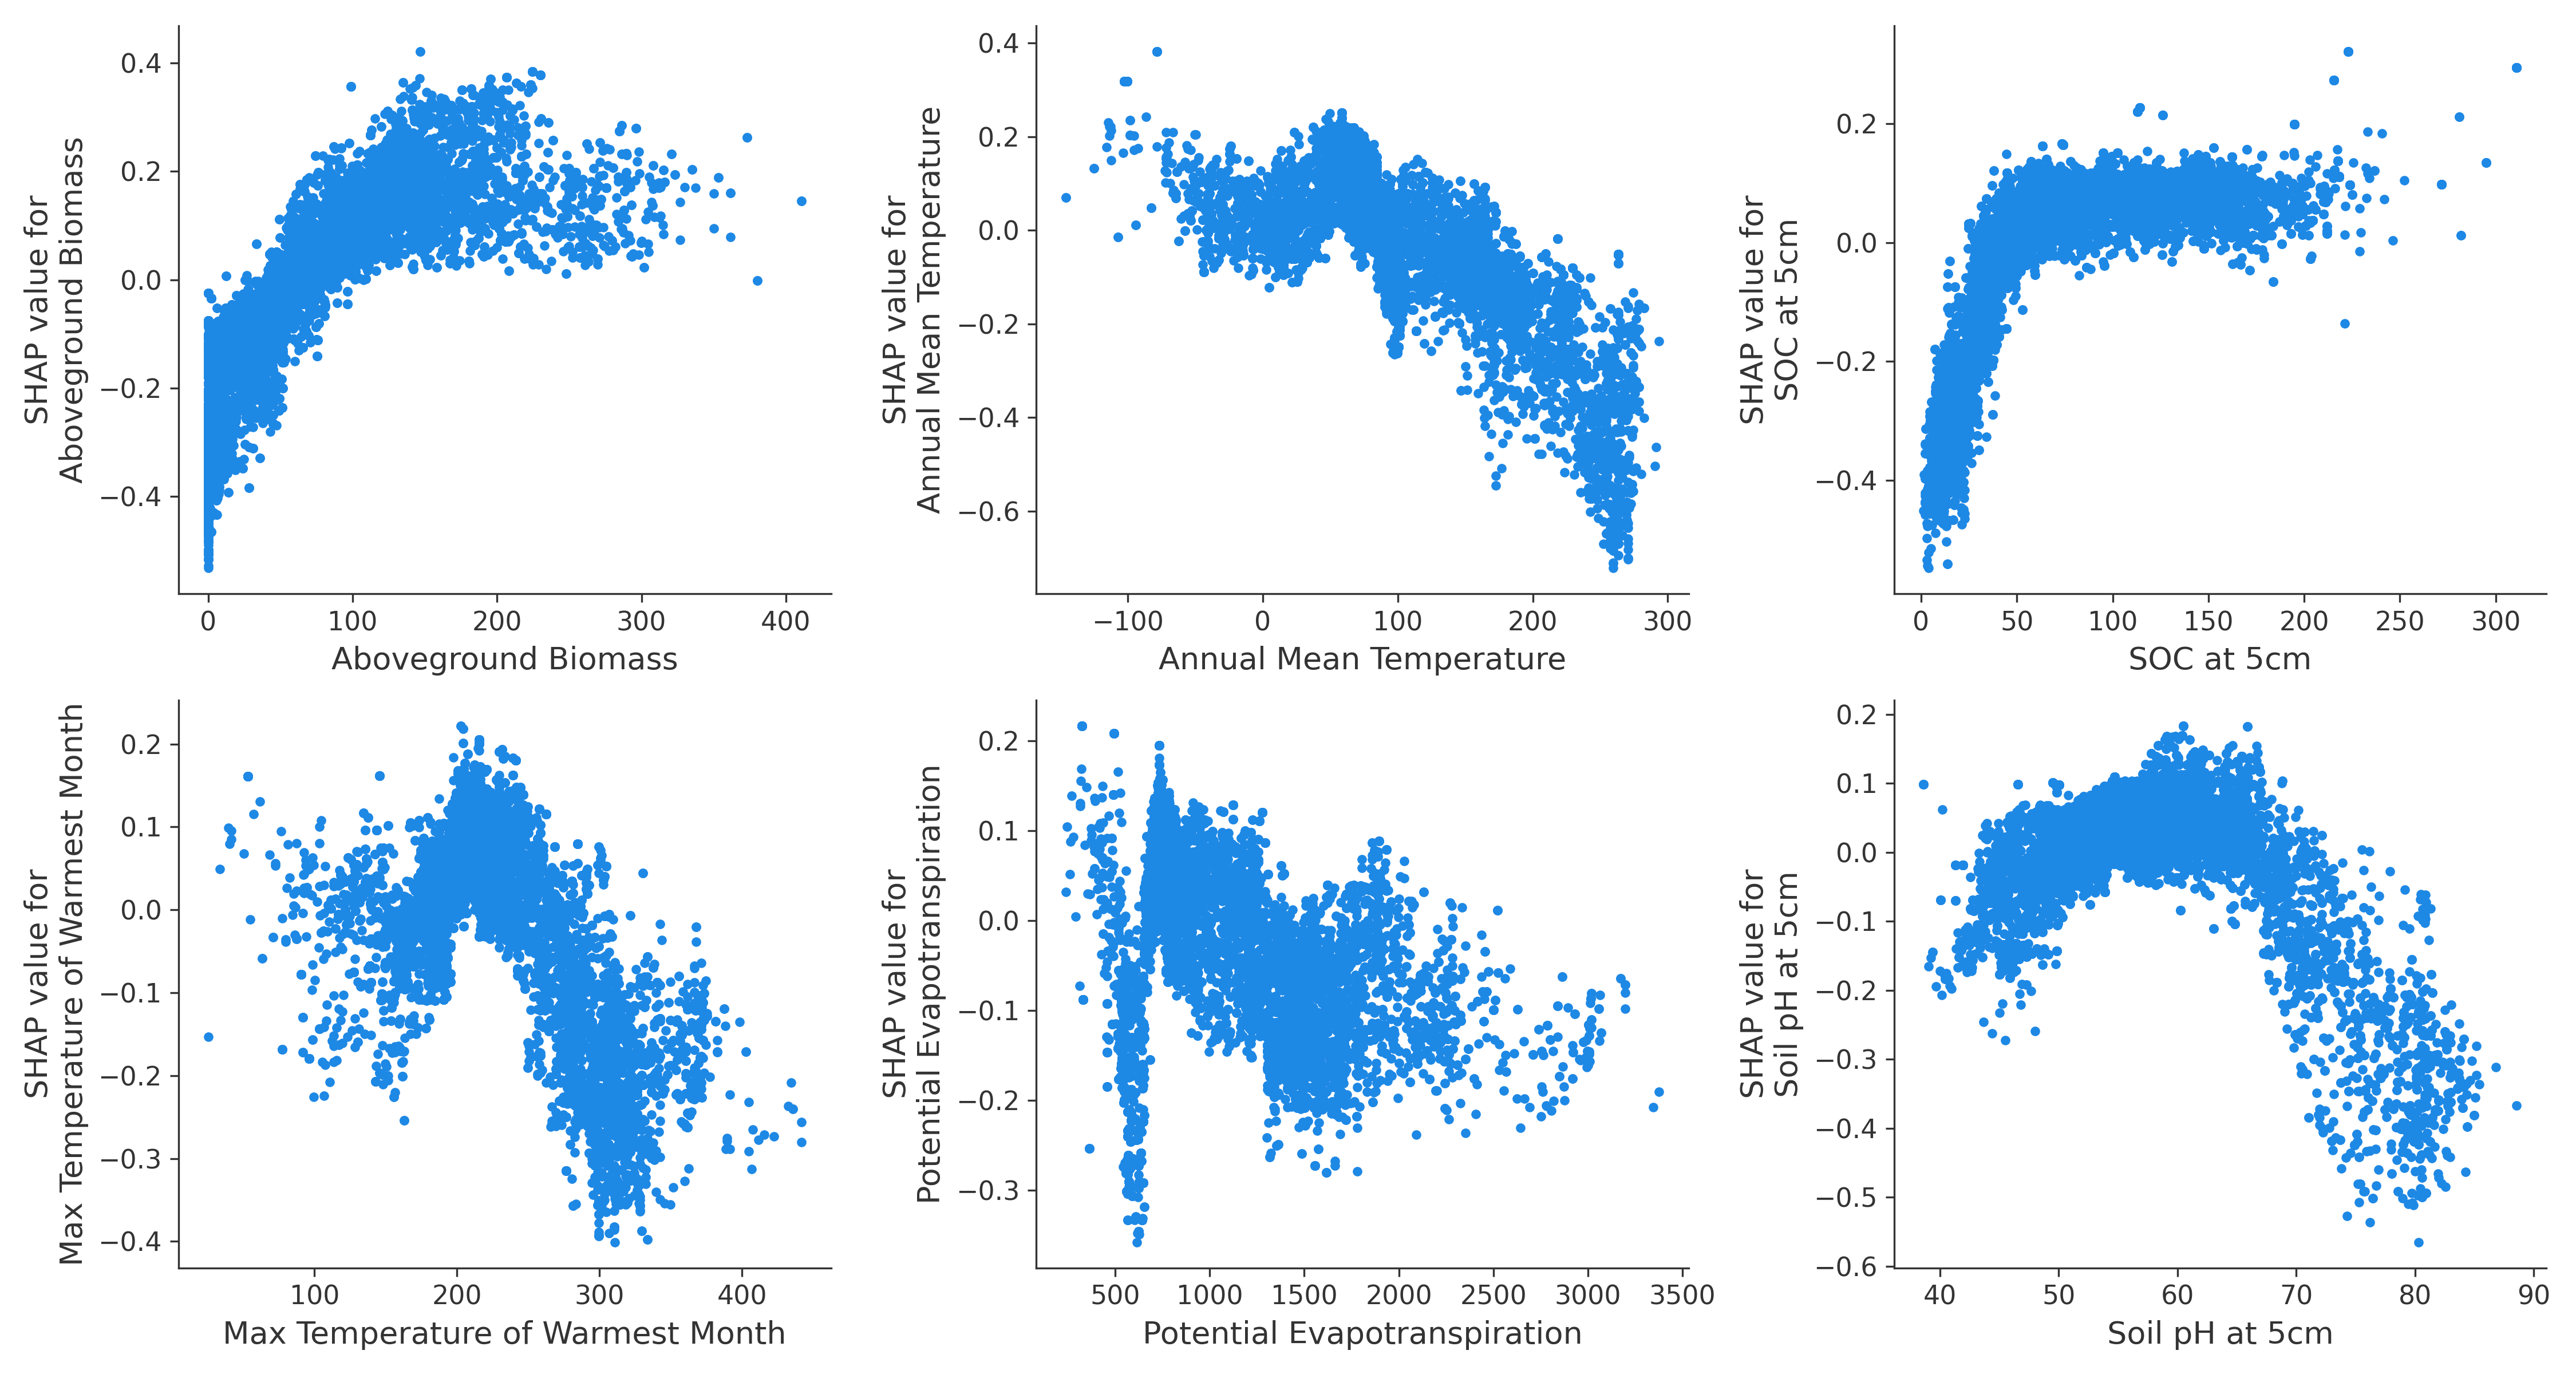 SHAP value for
Aboveground Biomass
0.4
0.2
0.0
−0.2
−0.4
0 100 200 300 400
Aboveground Biomass
SHAP value for
Annual Mean Temperature
0.4
0.2
0.0
−0.2
−0.4
−0.6
−100 0 100 200 300
Annual Mean Temperature
SHAP value for
SOC at 5cm
0.2
0.0
−0.2
−0.4
0 50 100 150 200 250 300
SOC at 5cm
SHAP value for
Max Temperature of Warmest Month
0.2
0.1
0.0
−0.1
−0.2
−0.3
−0.4
100 200 300 400
Max Temperature of Warmest Month
SHAP value for
Potential Evapotranspiration
0.2
0.1
0.0
−0.1
−0.2
−0.3
500 1000 1500 2000 2500 3000 3500
Potential Evapotranspiration
SHAP value for
Soil pH at 5cm
0.2
0.1
0.0
−0.1
−0.2
−0.3
−0.4
−0.5
−0.6
40 50 60 70 80 90
Soil pH at 5cm